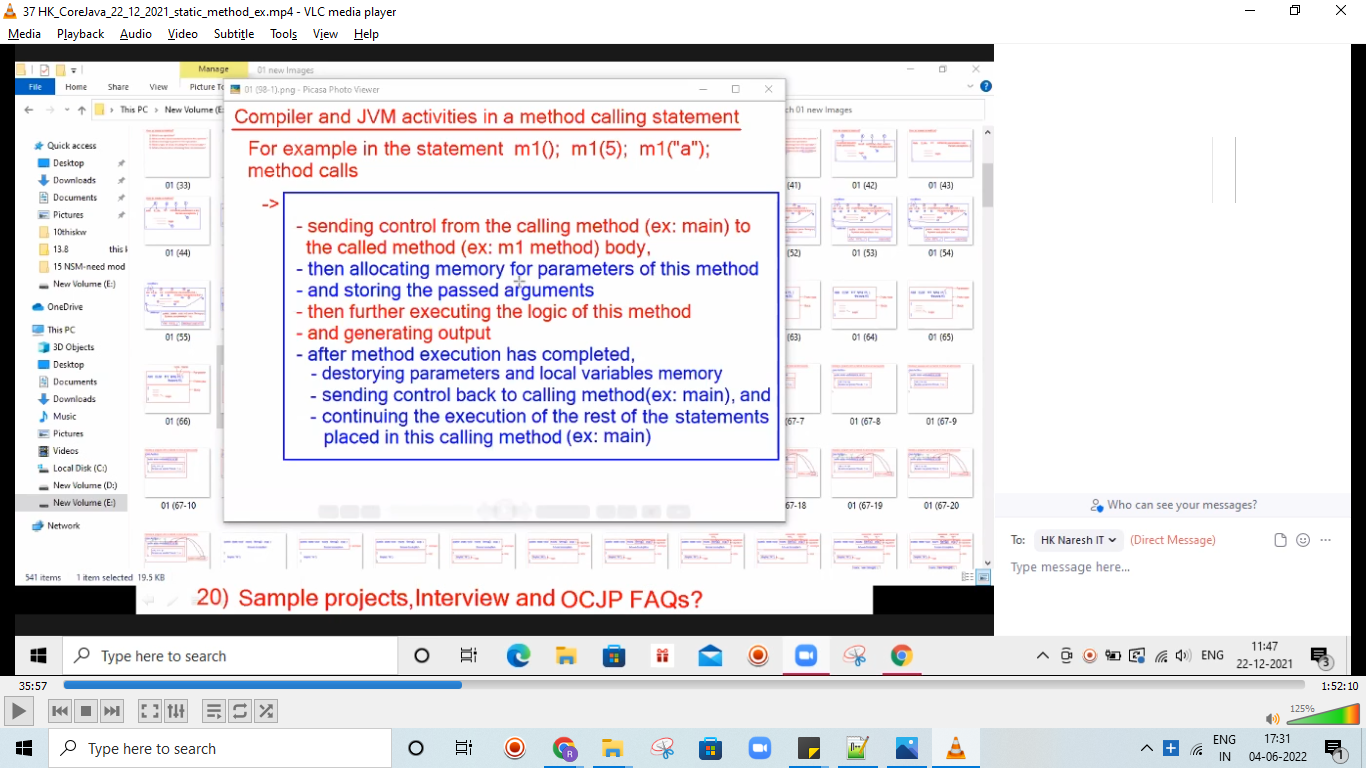 37 HK_CoreJava_22_12_2021_static_method_ex.mp4 - VLC media player
Media Playback Audio Video Subtitle Tools View Help
Manage 01 new Images
File Home Share View Picture To
This PC New Volume (E:
ch 01 new Images
01 (98-1).png - Picasa Photo Viewer
Compiler and JVM activities in a method calling statement
For example in the statement m1(); m1(5); m1("a");
method calls
->
- sending control from the calling method (ex: main) to
the called method (ex: m1 method) body,
- then allocating memory for parameters of this method
- and storing the passed arguments
- then further executing the logic of this method
- and generating output
- after method execution has completed,
- destorying parameters and local variables memory
- sending control back to calling method(ex: main), and
- continuing the execution of the rest of the statements
placed in this calling method (ex: main)
Quick access
Desktop
Downloads
Documents
Pictures
10thiskw
13.8 this k
15 NSM-need mod
New Volume (E:)
OneDrive
This PC
3D Objects
Desktop
Documents
Downloads
Music
Pictures
Videos
Local Disk (C:)
New Volume (D:)
New Volume (E:)
Network
01 (33)
01 (44)
01 (55)
01 (66)
01 (67-10
(41) 01 (42) 01 (43)
(52) 01 (53) 01 (54)
(63) 01 (64) 01 (65)
67-7 01 (67-8 01 (67-9
67-18 01 (67-19 01 (67-20
541 items 1 item selected 19.5 KB
20) Sample projects,Interview and OCJP FAQs?
Who can see your messages?
To: HK Naresh IT (Direct Message)
Type message here...
Type here to search
ENG
11:47
22-12-2021
3
35:57
1:52:10
125%
Type here to search
ENG
IN
17:31
04-06-2022
1